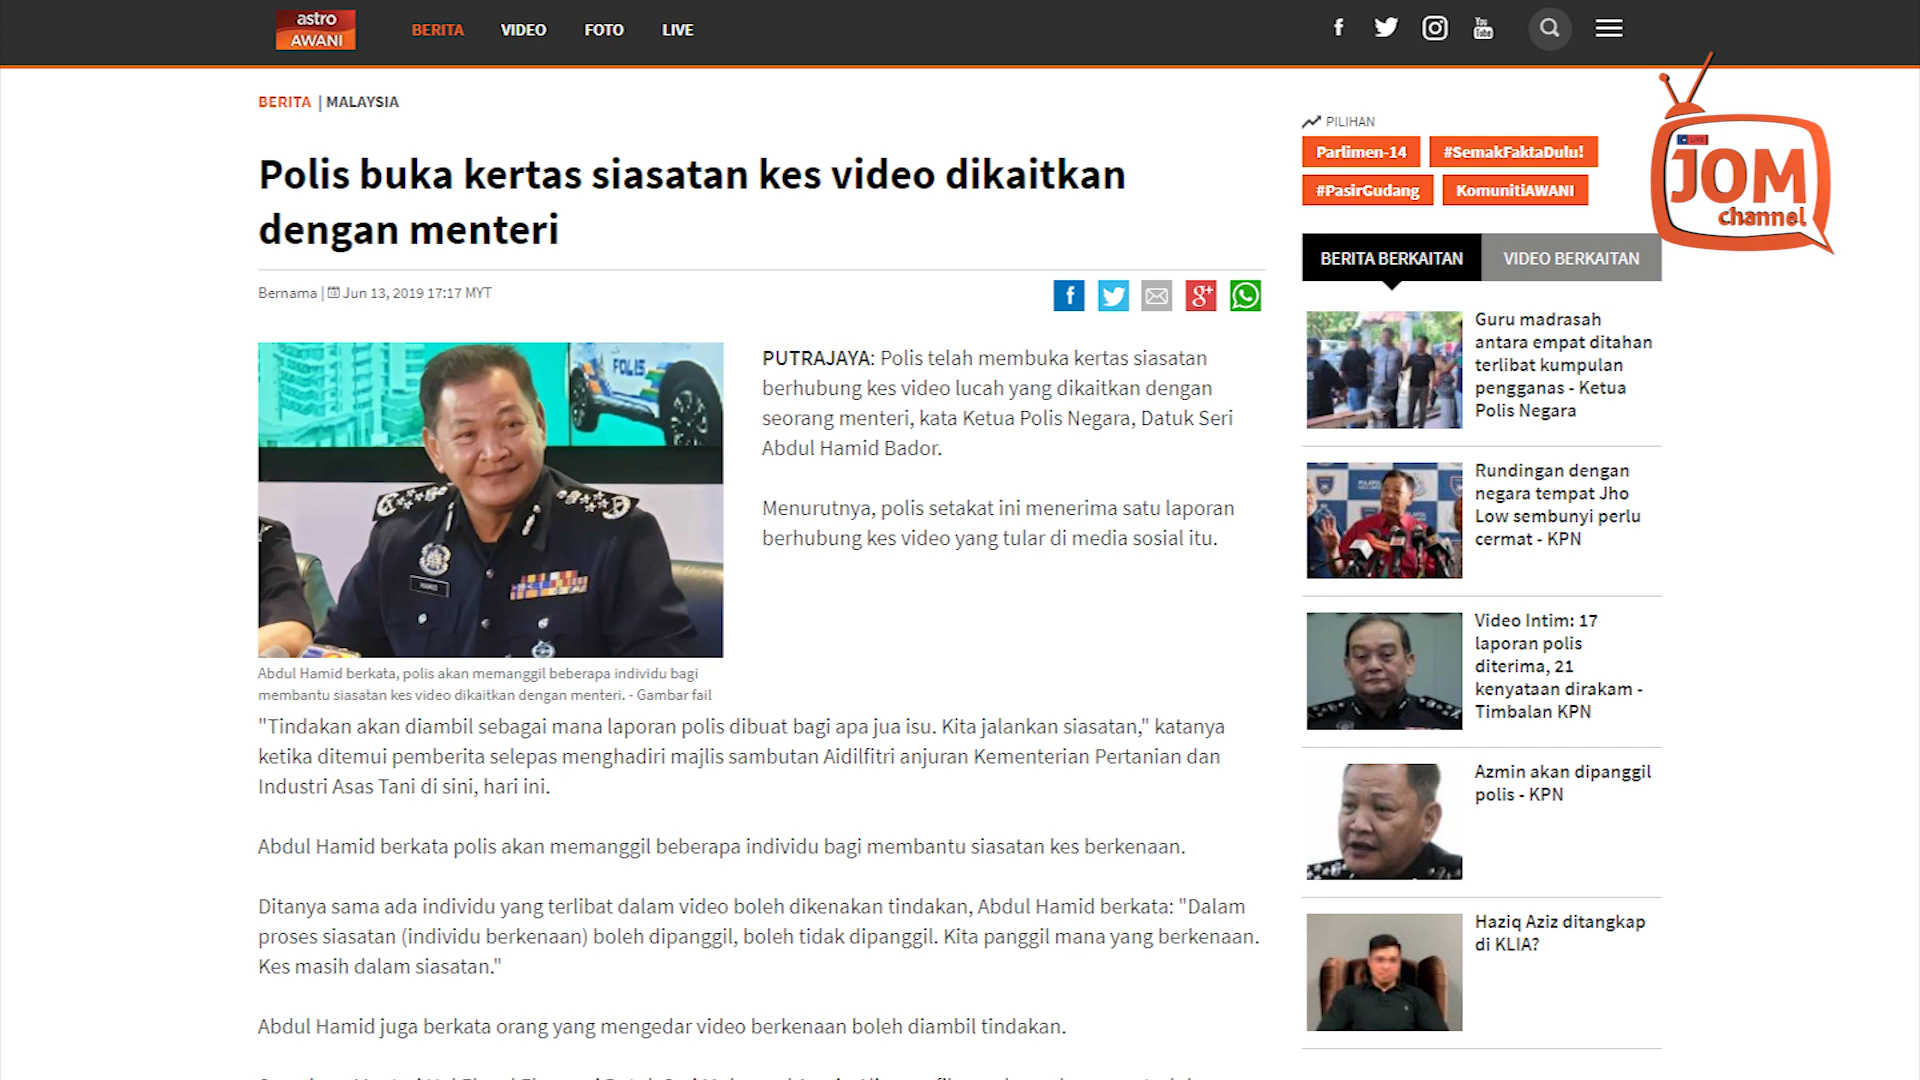 astro
AWANI
BERITA
VIDEO
FOTO
LIVE
You
Tube
BERITA | MALAYSIA
Polis buka kertas siasatan kes video dikaitkan
dengan menteri
Bernama | Jun 13, 2019 17:17 MYT
POLIS
HAMID
Abdul Hamid berkata, polis akan memanggil beberapa individu bagi
membantu siasatan kes video dikaitkan dengan menteri. - Gambar fail
PUTRAJAYA: Polis telah membuka kertas siasatan
berhubung kes video lucah yang dikaitkan dengan
seorang menteri, kata Ketua Polis Negara, Datuk Seri
Abdul Hamid Bador.
Menurutnya, polis setakat ini menerima satu laporan
berhubung kes video yang tular di media sosial itu.
"Tindakan akan diambil sebagai mana laporan polis dibuat bagi apa jua isu. Kita jalankan siasatan," katanya
ketika ditemui pemberita selepas menghadiri majlis sambutan Aidilfitri anjuran Kementerian Pertanian dan
Industri Asas Tani di sini, hari ini.
Abdul Hamid berkata polis akan memanggil beberapa individu bagi membantu siasatan kes berkenaan.
Ditanya sama ada individu yang terlibat dalam video boleh dikenakan tindakan, Abdul Hamid berkata: "Dalam
proses siasatan (individu berkenaan) boleh dipanggil, boleh tidak dipanggil. Kita panggil mana yang berkenaan.
Kes masih dalam siasatan."
Abdul Hamid juga berkata orang yang mengedar video berkenaan boleh diambil tindakan.
PILIHAN
Parlimen-14
#SemakFaktaDulu!
#PasirGudang
KomunitiAWANI
JOM
channel
BERITA BERKAITAN
VIDEO BERKAITAN
Guru madrasah
antara empat ditahan
terlibat kumpulan
pengganas - Ketua
Polis Negara
Rundingan dengan
negara tempat Jho
Low sembunyi perlu
cermat - KPN
Video Intim: 17
laporan polis
diterima, 21
kenyataan dirakam -
Timbalan KPN
Azmin akan dipanggil
polis - KPN
Haziq Aziz ditangkap
di KLIA?